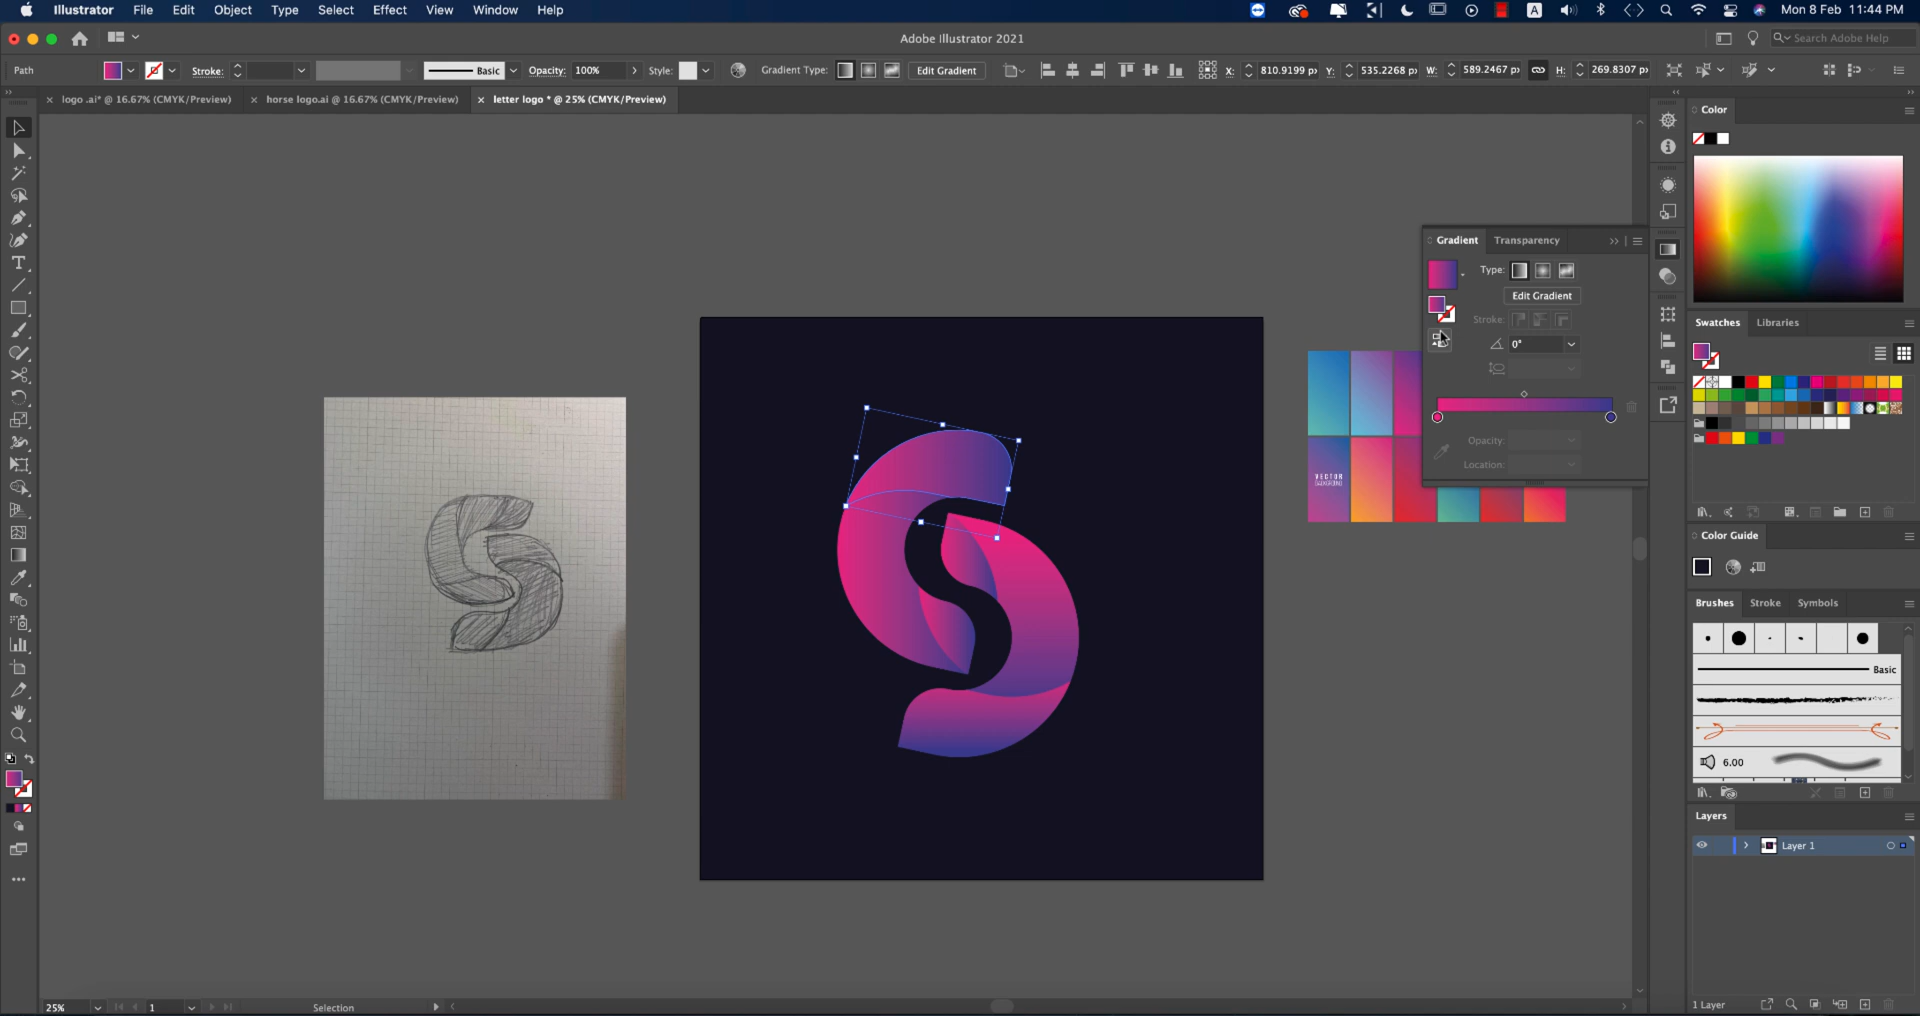 Illustrator File Edit Object Type Select Effect View Window Help
A Mon 8 Feb 11:44 PM
Adobe Illustrator 2021
Search Adobe Help
Path Stroke: Basic Opacity: 100% Style: Gradient Type: Edit Gradient X: 810.9199 p Y: 535.2268 p W: 589.2467 p H: 269.8307 p
logo .ai* @ 16.67% (CMYK/Preview) horse logo.ai @ 16.67% (CMYK/Preview) letter logo * @ 25% (CMYK/Preview)
Color
Gradient Transparency
Type:
Edit Gradient
Stroke:
0°
Opacity:
Location:
VECTOR
Swatches Libraries
Color Guide
Brushes Stroke Symbols
Basic
6.00
Layers
Layer 1
1 Layer
25% 1 Selection